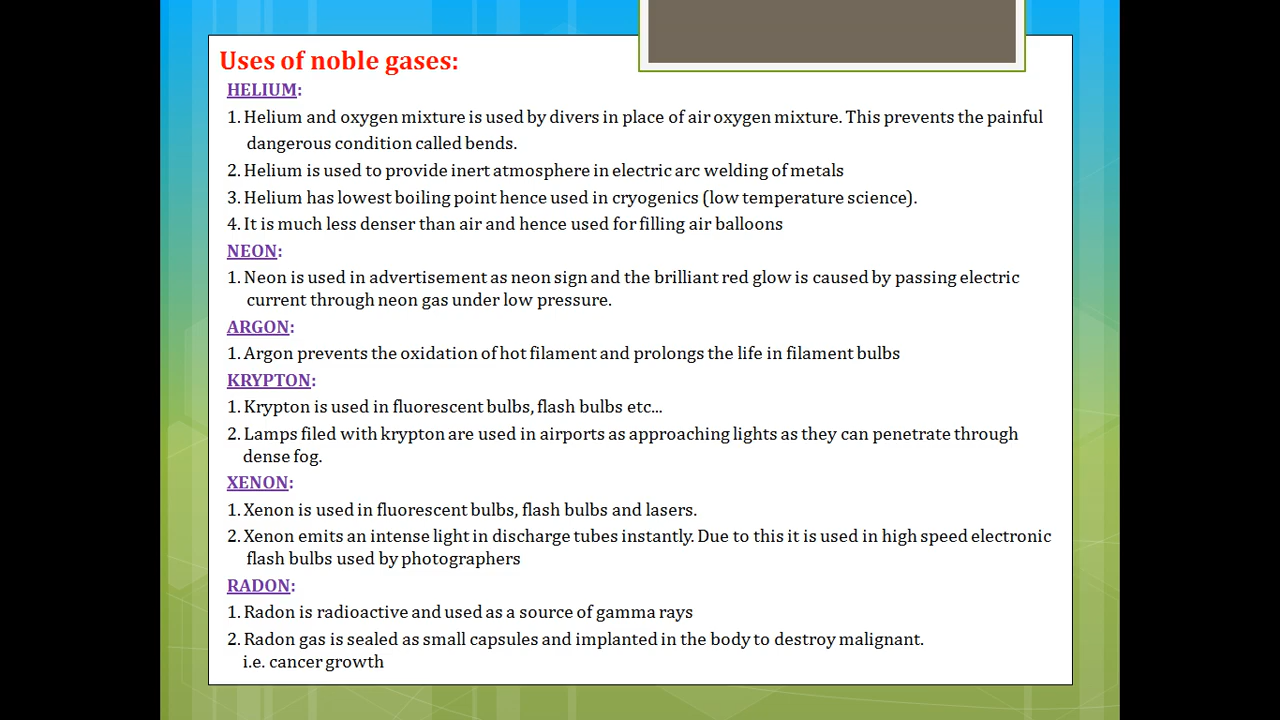 Uses of noble gases:
HELIUM:
1. Helium and oxygen mixture is used by divers in place of air oxygen mixture. This prevents the painful
dangerous condition called bends.
2. Helium is used to provide inert atmosphere in electric arc welding of metals
3. Helium has lowest boiling point hence used in cryogenics (low temperature science).
4. It is much less denser than air and hence used for filling air balloons
NEON:
1. Neon is used in advertisement as neon sign and the brilliant red glow is caused by passing electric
current through neon gas under low pressure.
ARGON:
1. Argon prevents the oxidation of hot filament and prolongs the life in filament bulbs
KRYPTON:
1. Krypton is used in fluorescent bulbs, flash bulbs etc...
2. Lamps filed with krypton are used in airports as approaching lights as they can penetrate through
dense fog.
XENON:
1. Xenon is used in fluorescent bulbs, flash bulbs and lasers.
2. Xenon emits an intense light in discharge tubes instantly. Due to this it is used in high speed electronic
flash bulbs used by photographers
RADON:
1. Radon is radioactive and used as a source of gamma rays
2. Radon gas is sealed as small capsules and implanted in the body to destroy malignant.
i.e. cancer growth